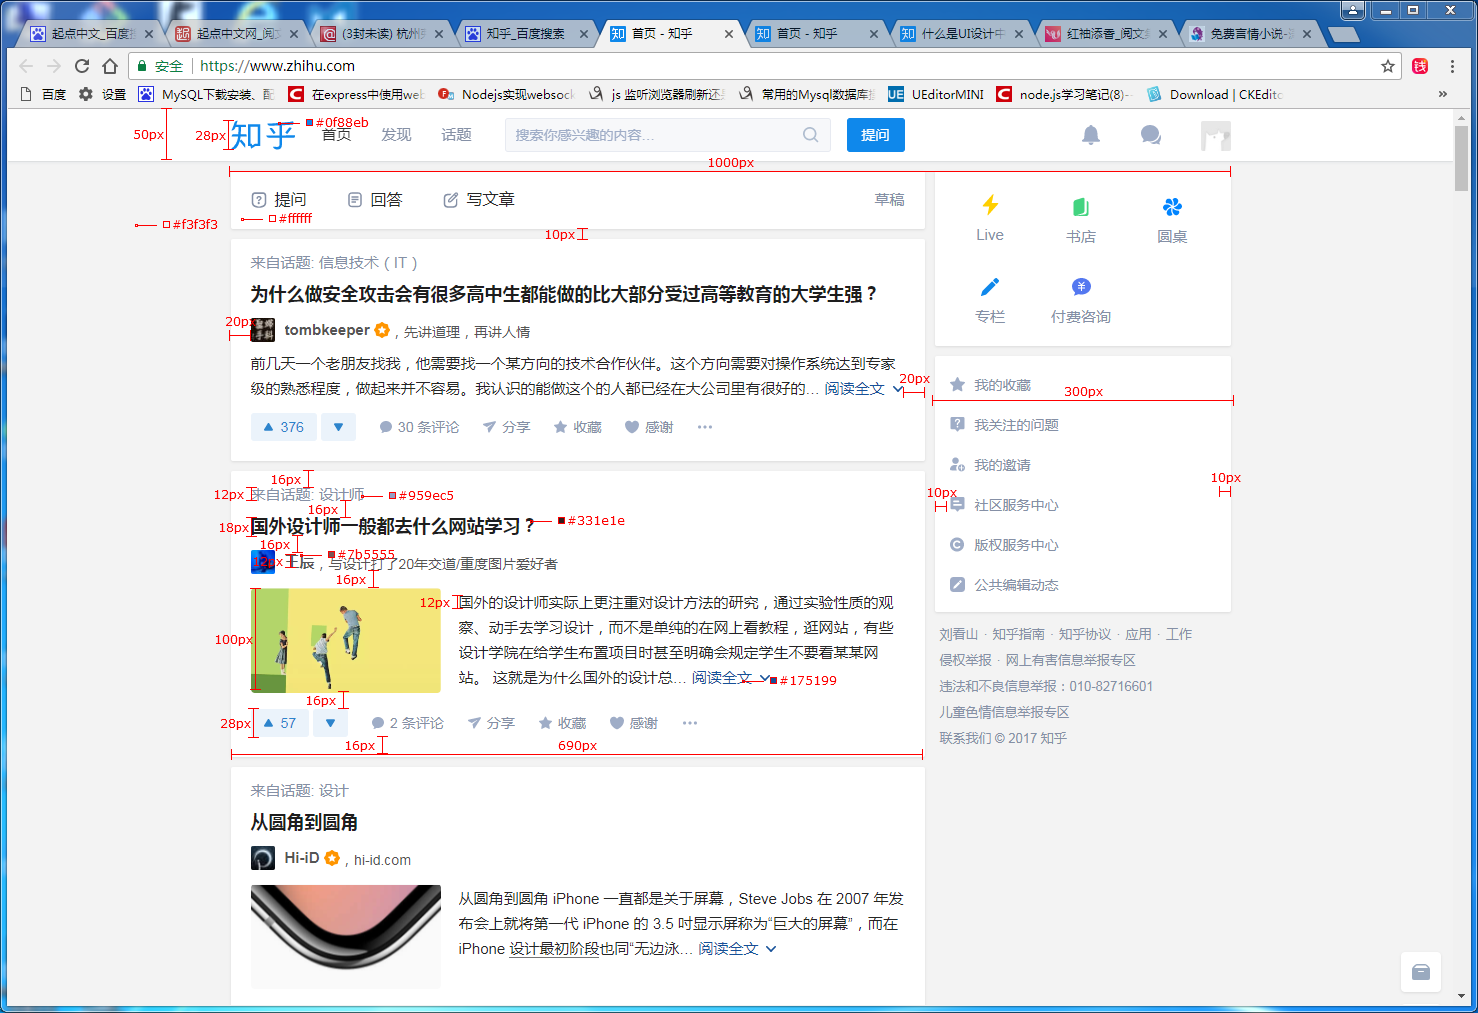 起点中文_百度搜
起点中文网_阅文
(3封未读) 杭州
知乎_百度搜索
首页 - 知乎
首页 - 知乎
什么是UI设计中
红袖添香_阅文集
免费言情小说-
安全
https://www.zhihu.com
百度
设置
MySQL下载安装、配
在express中使用web
Nodejs实现websock
js 监听浏览器刷新还是
常用的Mysql数据库操
UEditorMINI
node.js学习笔记(8)--
Download | CKEdito
»
50px
28px
知乎
#0f88eb
首页
发现
话题
搜索你感兴趣的内容...
提问
1000px
提问
回答
写文章
草稿
#ffffff
#f3f3f3
10px
来自话题: 信息技术（IT）
为什么做安全攻击会有很多高中生都能做的比大部分受过高等教育的大学生强？
20px
tombkeeper
，先讲道理，再讲人情
前几天一个老朋友找我，他需要找一个某方向的技术合作伙伴。这个方向需要对操作系统达到专家
级的熟悉程度，做起来并不容易。我认识的能做这个的人都已经在大公司里有很好的... 阅读全文
20px
376
30 条评论
分享
收藏
感谢
16px
12px
来自话题: 设计师
#959ec5
16px
18px
国外设计师一般都去什么网站学习？
#331e1e
16px
#7b5555
12px
王辰，与设计打了20年交道/重度图片爱好者
16px
12px
100px
国外的设计师实际上更注重对设计方法的研究，通过实验性质的观
察、动手去学习设计，而不是单纯的在网上看教程，逛网站，有些
设计学院在给学生布置项目时甚至明确会规定学生不要看某某网
站。 这就是为什么国外的设计总... 阅读全文
#175199
16px
28px
57
2 条评论
分享
收藏
感谢
16px
690px
来自话题: 设计
从圆角到圆角
Hi-iD
，hi-id.com
从圆角到圆角 iPhone 一直都是关于屏幕，Steve Jobs 在 2007 年发
布会上就将第一代 iPhone 的 3.5 吋显示屏称为“巨大的屏幕”，而在
iPhone 设计最初阶段也同“无边泳... 阅读全文
Live
书店
圆桌
专栏
付费咨询
我的收藏
300px
我关注的问题
我的邀请
10px
10px
社区服务中心
版权服务中心
公共编辑动态
刘看山 · 知乎指南 · 知乎协议 · 应用 · 工作
侵权举报 · 网上有害信息举报专区
违法和不良信息举报：010-82716601
儿童色情信息举报专区
联系我们 © 2017 知乎